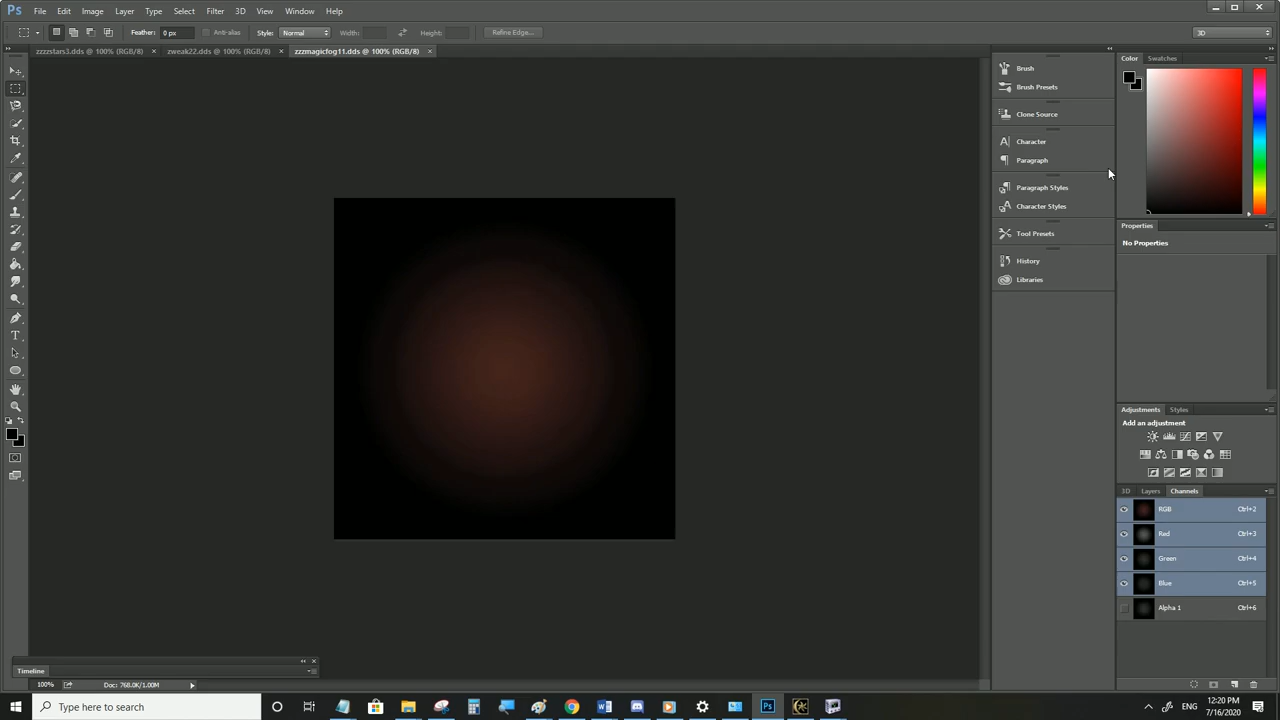 Ps File Edit Image Layer Type Select Filter 3D View Window Help
Feather: 0 px Anti-alias Style: Normal Width: Height: Refine Edge... 3D
zzzzstars3.dds @ 100% (RGB/8) × zweak22.dds @ 100% (RGB/8) × zzzmagicfog11.dds @ 100% (RGB/8) ×
Brush
Brush Presets
Clone Source
Character
Paragraph
Paragraph Styles
Character Styles
Tool Presets
History
Libraries
Color Swatches
Properties
No Properties
Adjustments Styles
Add an adjustment
3D Layers Channels
RGB Ctrl+2
Red Ctrl+3
Green Ctrl+4
Blue Ctrl+5
Alpha 1 Ctrl+6
Timeline
100% Doc: 768.0K/1.00M
Type here to search
ENG 12:20 PM
7/16/2020